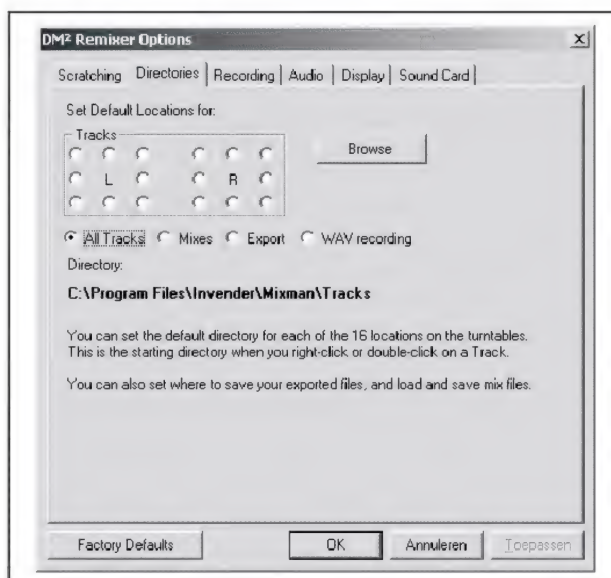 DM² Remixer Options
Scratching Directories Recording Audio Display Sound Card
Set Default Locations for:
Tracks
L R
Browse
All Tracks Mixes Export WAV recording
Directory:
C:\Program Files\Invender\Mixman\Tracks
You can set the default directory for each of the 16 locations on the turntables.
This is the starting directory when you right-click or double-click on a Track.
You can also set where to save your exported files, and load and save mix files.
Factory Defaults OK Annuleren Toepassen